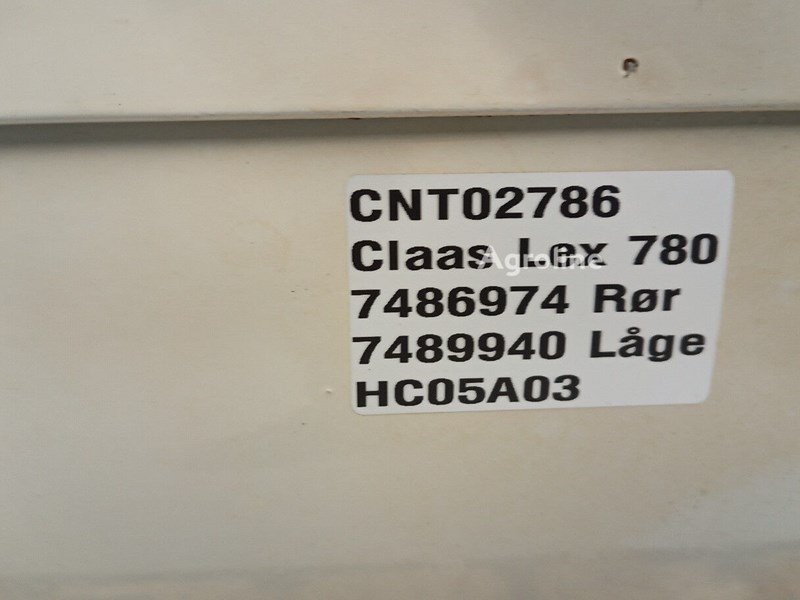 CNT02786
Claas Lex 780
7486974 Rør
7489940 Låge
HC05A03
Agroline